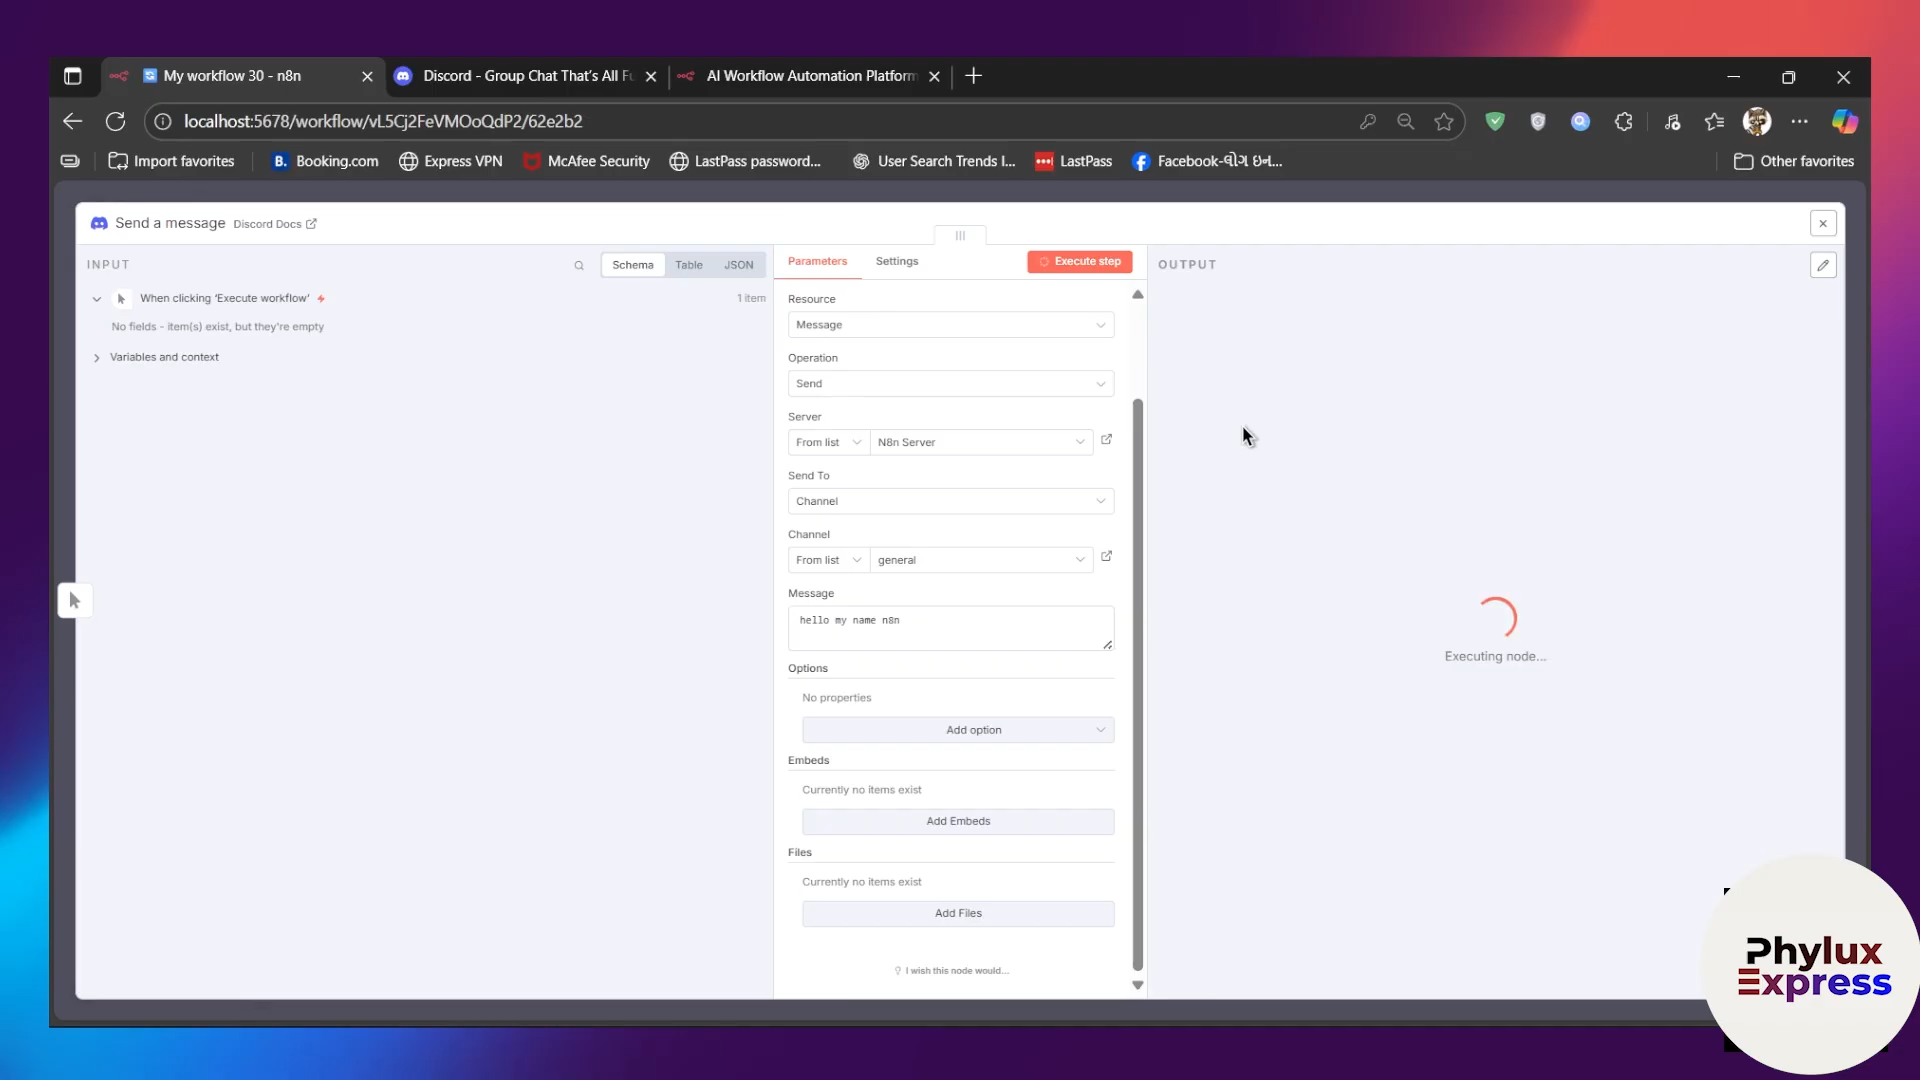 My workflow 30 - n8n
Discord - Group Chat That's All Fu
AI Workflow Automation Platform
localhost:5678/workflow/vL5Cj2FeVMOoQdP2/62e2b2
Import favorites
B. Booking.com
Express VPN
McAfee Security
LastPass password...
User Search Trends I...
LastPass
Facebook-લૉગ ઇન...
Other favorites
Send a message
Discord Docs
INPUT
Schema
Table
JSON
When clicking ‘Execute workflow’
1 item
No fields - item(s) exist, but they're empty
Variables and context
Parameters
Settings
Execute step
Resource
Message
Operation
Send
Server
From list
N8n Server
Send To
Channel
Channel
From list
general
Message
hello my name n8n
Options
No properties
Add option
Embeds
Currently no items exist
Add Embeds
Files
Currently no items exist
Add Files
I wish this node would...
OUTPUT
Executing node...
Phylux
Express